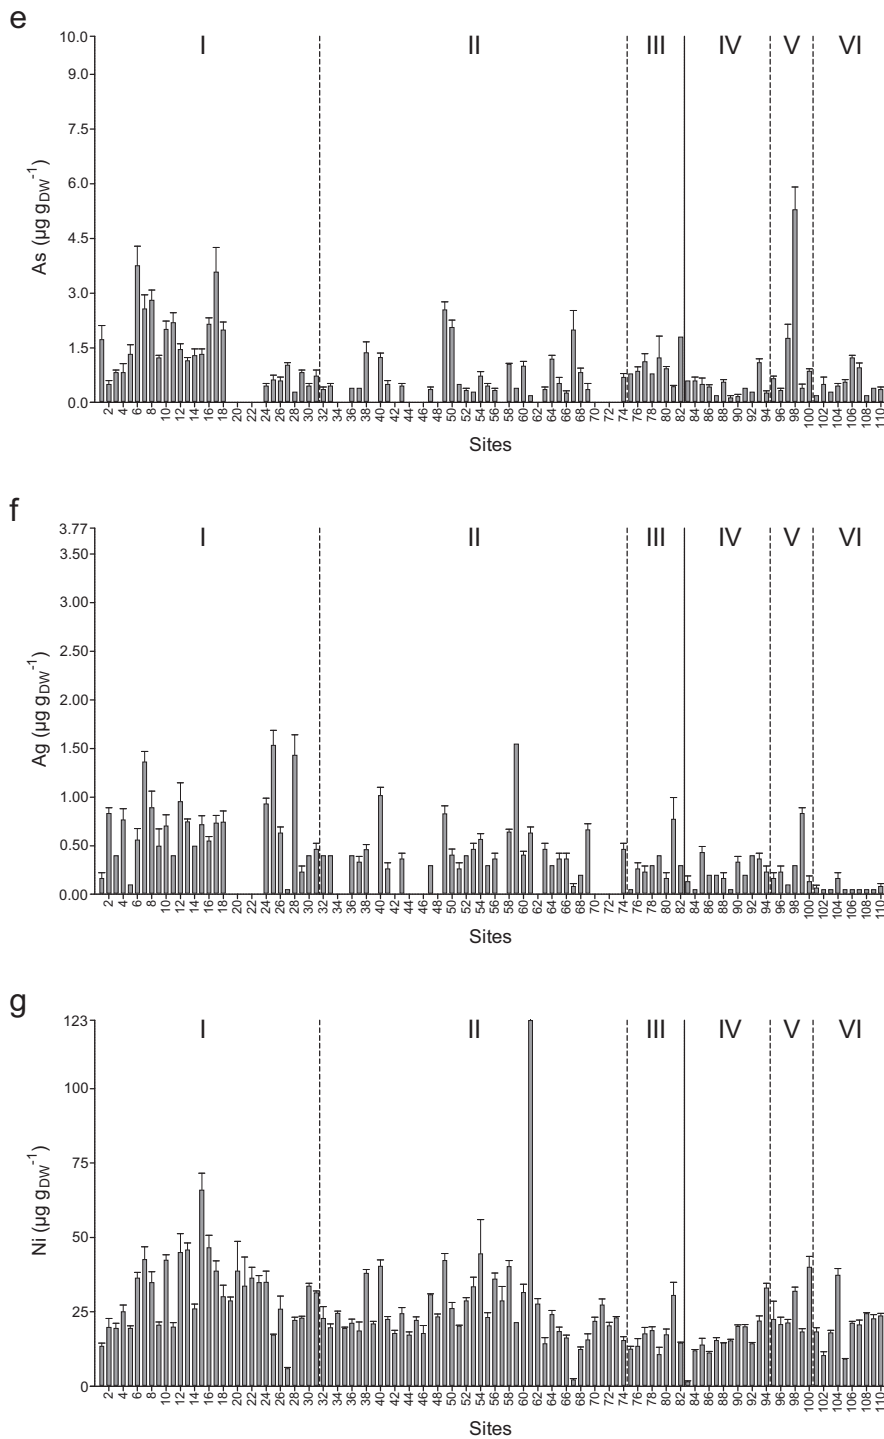 e
I II III IV V VI
10.0
9.0
7.5
6.0
4.5
3.0
1.5
0.0
As (µg gDW⁻¹)
2 4 6 8 10 12 14 16 18 20 22 24 26 28 30 32 34 36 38 40 42 44 46 48 50 52 54 56 58 60 62 64 66 68 70 72 74 76 78 80 82 84 86 88 90 92 94 96 98 100 102 104 106 108 110
Sites
f
I II III IV V VI
3.77
3.50
3.00
2.50
2.00
1.50
1.00
0.50
0.00
Ag (µg gDW⁻¹)
2 4 6 8 10 12 14 16 18 20 22 24 26 28 30 32 34 36 38 40 42 44 46 48 50 52 54 56 58 60 62 64 66 68 70 72 74 76 78 80 82 84 86 88 90 92 94 96 98 100 102 104 106 108 110
Sites
g
I II III IV V VI
123
100
75
50
25
0
Ni (µg gDW⁻¹)
2 4 6 8 10 12 14 16 18 20 22 24 26 28 30 32 34 36 38 40 42 44 46 48 50 52 54 56 58 60 62 64 66 68 70 72 74 76 78 80 82 84 86 88 90 92 94 96 98 100 102 104 106 108 110
Sites